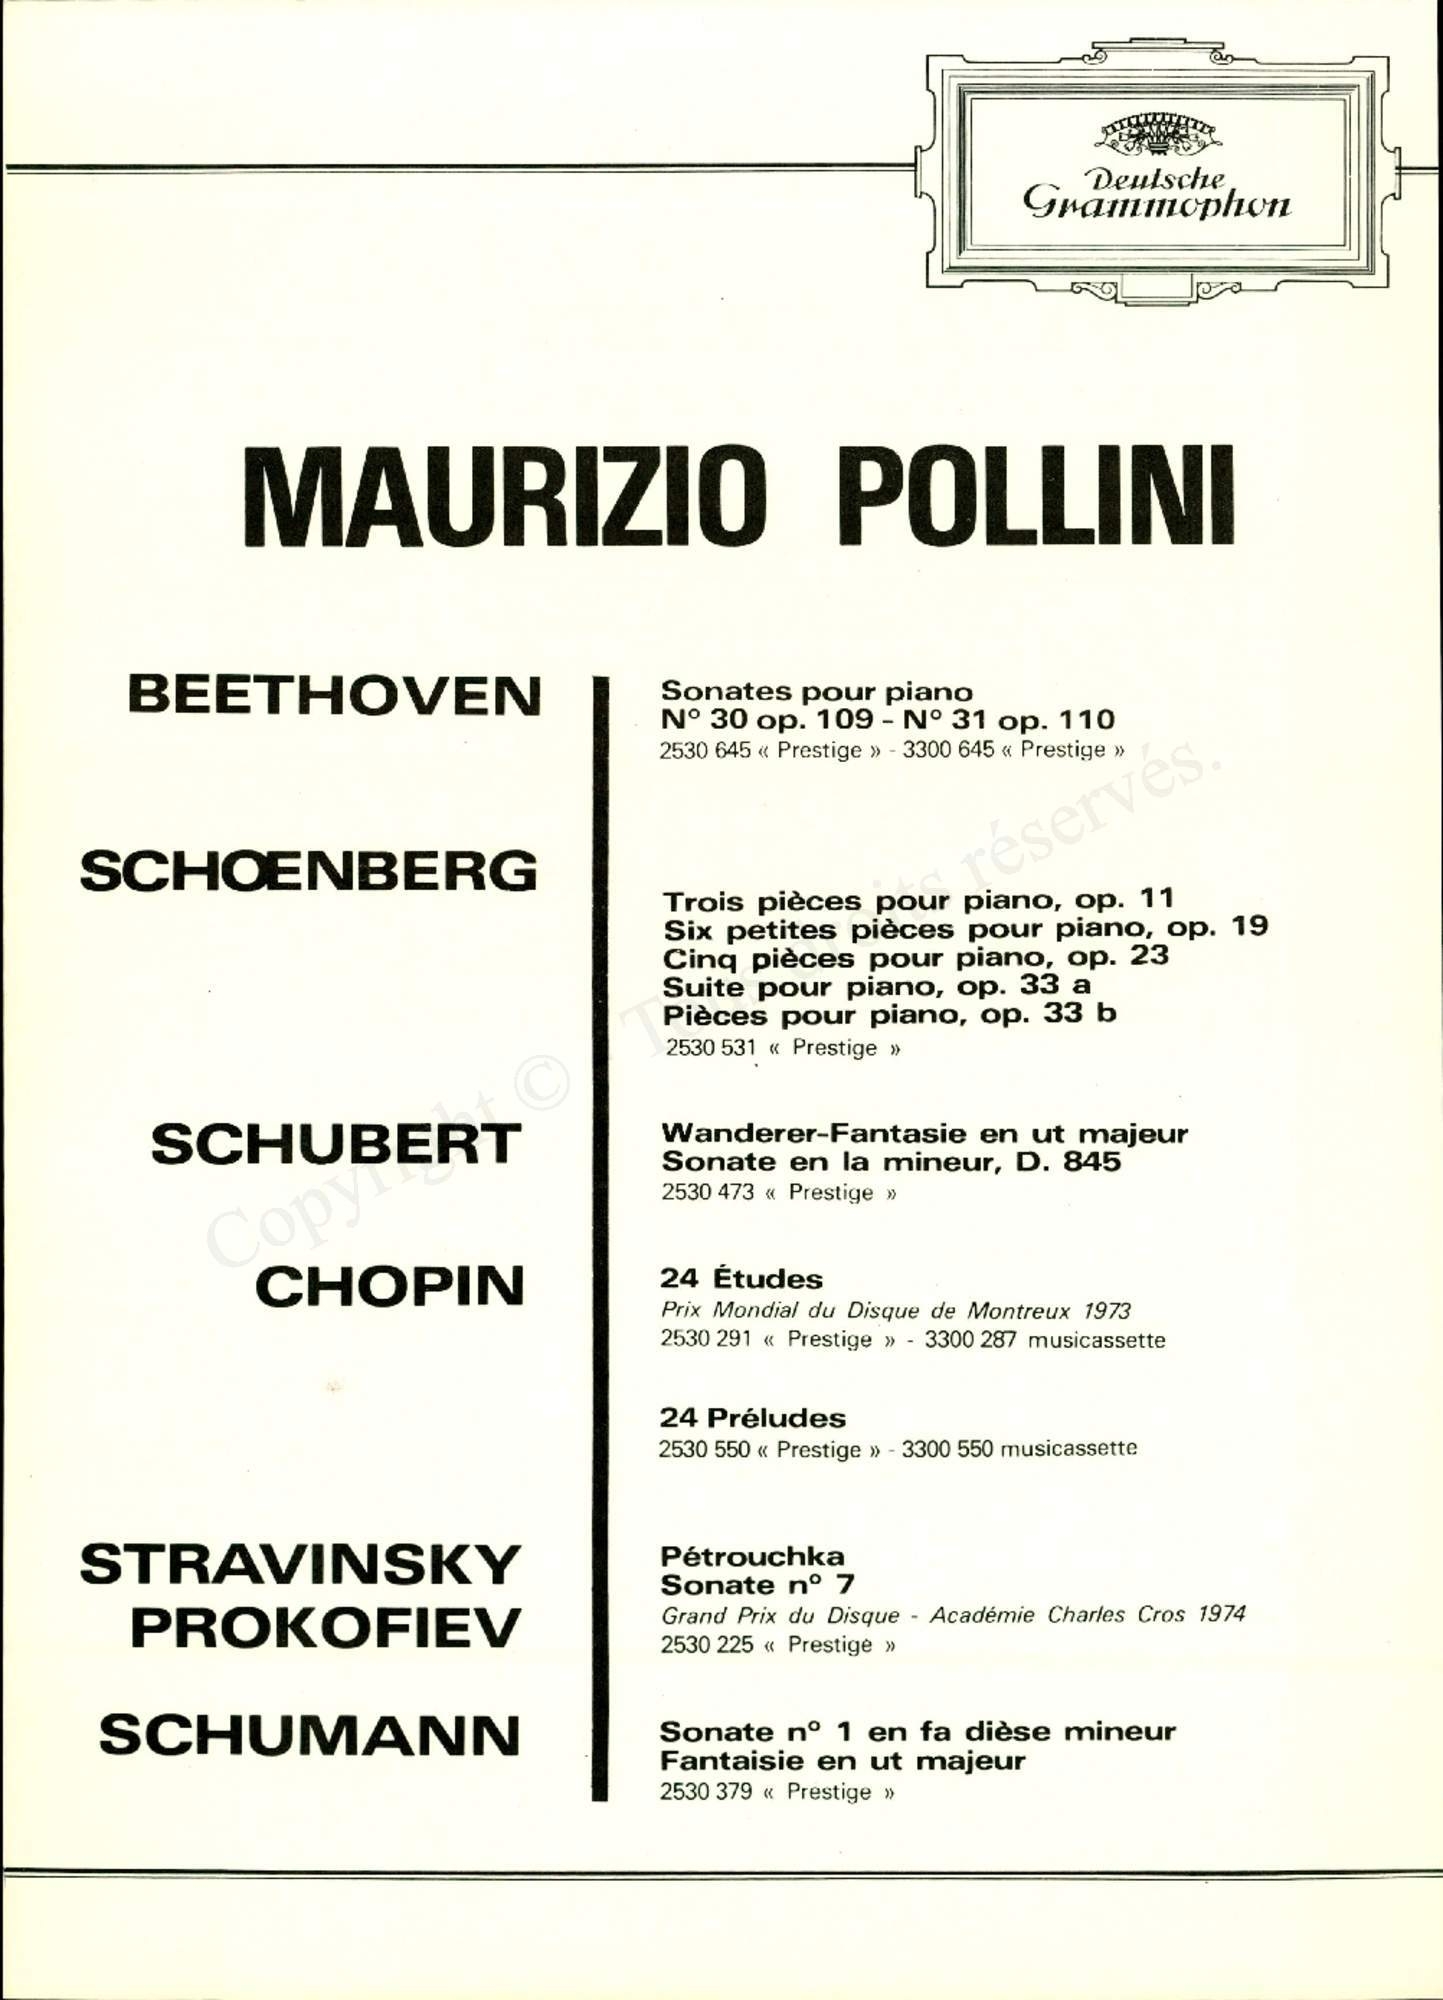 Deutsche
Grammophon
MAURIZIO POLLINI
BEETHOVEN
Sonates pour piano
N° 30 op. 109 - N° 31 op. 110
2530 645 « Prestige » - 3300 645 « Prestige »
SCHŒNBERG
Trois pièces pour piano, op. 11
Six petites pièces pour piano, op. 19
Cinq pièces pour piano, op. 23
Suite pour piano, op. 33 a
Pièces pour piano, op. 33 b
2530 531 « Prestige »
SCHUBERT
Wanderer-Fantasie en ut majeur
Sonate en la mineur, D. 845
2530 473 « Prestige »
CHOPIN
24 Études
Prix Mondial du Disque de Montreux 1973
2530 291 « Prestige » - 3300 287 musicassette
24 Préludes
2530 550 « Prestige » - 3300 550 musicassette
STRAVINSKY
PROKOFIEV
Pétrouchka
Sonate n° 7
Grand Prix du Disque - Académie Charles Cros 1974
2530 225 « Prestige »
SCHUMANN
Sonate n° 1 en fa dièse mineur
Fantaisie en ut majeur
2530 379 « Prestige »
Copyright © - Tous droits réservés.